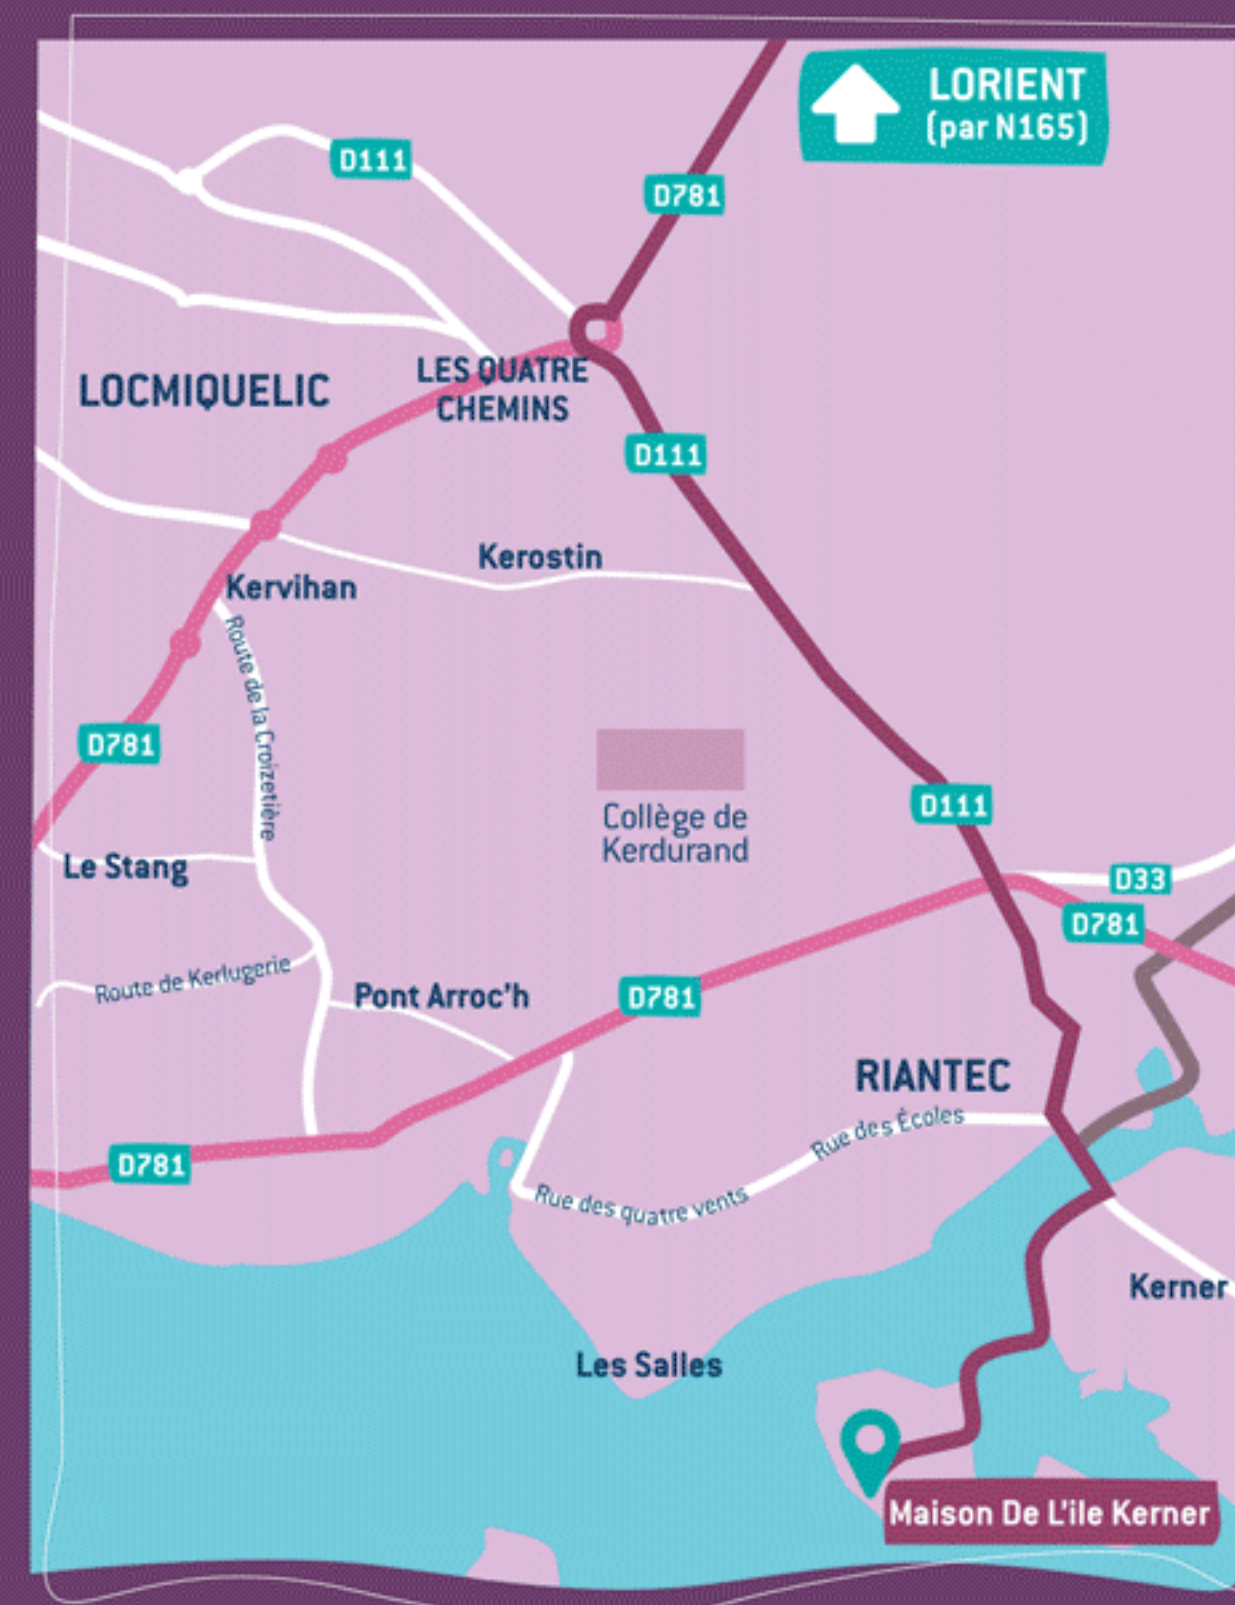 LORIENT
(par N165)
D111
D781
LOCMIQUELIC
LES QUATRE
CHEMINS
D111
Kerostin
Kervihan
Route de la Croizetière
D781
Collège de
Kerdurand
D111
Le Stang
D33
D781
Route de Kerlugerie
Pont Arroc'h
D781
RIANTEC
Rue des Écoles
D781
Rue des quatre vents
Kerner
Les Salles
Maison De L'ile Kerner